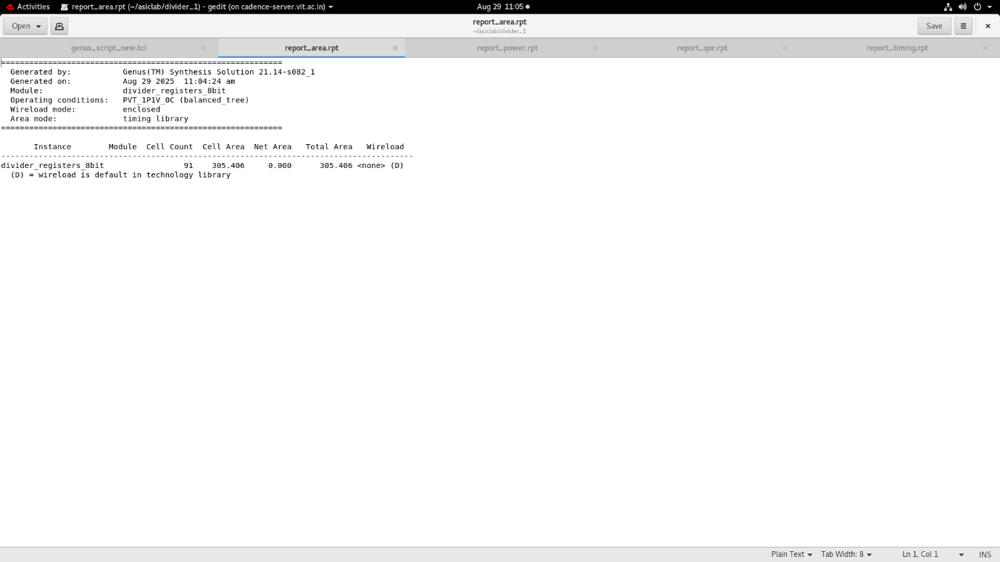 Activities report_area.rpt (~/asiclab/divider_1) - gedit (on cadence-server.vit.ac.in) Aug 29 11:05
Open report_area.rpt Save
~/asiclab/divider_1
genus_script_new.tcl report_area.rpt report_power.rpt report_qor.rpt report_timing.rpt
============================================================
  Generated by:           Genus(TM) Synthesis Solution 21.14-s082_1
  Generated on:           Aug 29 2025  11:04:24 am
  Module:                 divider_registers_8bit
  Operating conditions:   PVT_1P1V_0C (balanced_tree)
  Wireload mode:          enclosed
  Area mode:              timing library
============================================================
       Instance        Module  Cell Count  Cell Area  Net Area   Total Area   Wireload
----------------------------------------------------------------------------------------
divider_registers_8bit                 91    305.406     0.000      305.406 <none> (D)
  (D) = wireload is default in technology library
Plain Text Tab Width: 8 Ln 1, Col 1 INS